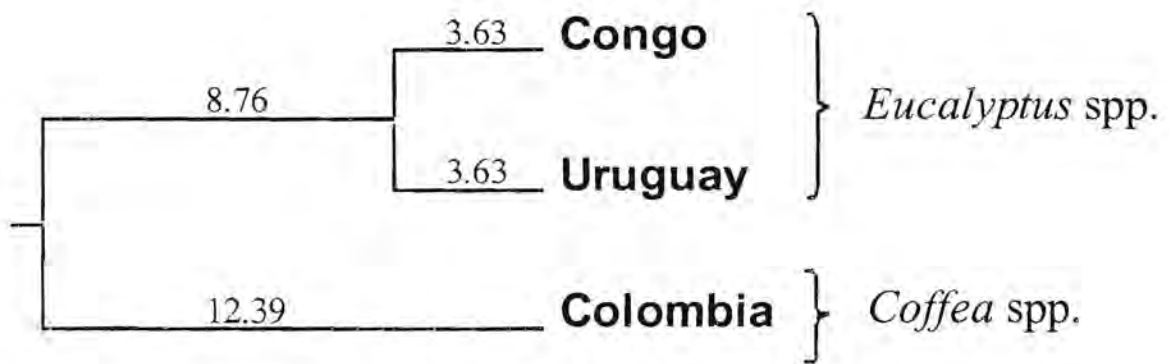 3.63 Congo
8.76
Eucalyptus spp.
3.63 Uruguay
12.39 Colombia
Coffea spp.